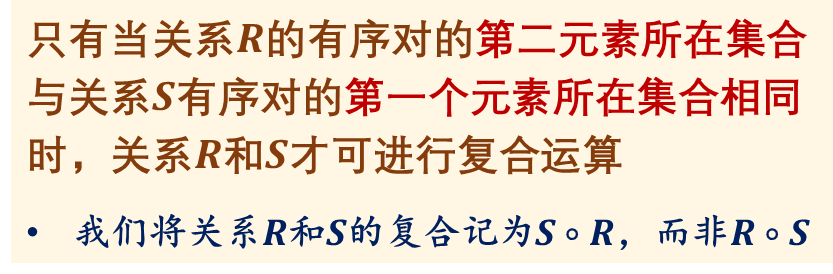 只有当关系R的有序对的第二元素所在集合
与关系S有序对的第一个元素所在集合相同
时，关系R和S才可进行复合运算
• 我们将关系R和S的复合记为S∘R，而非R∘S